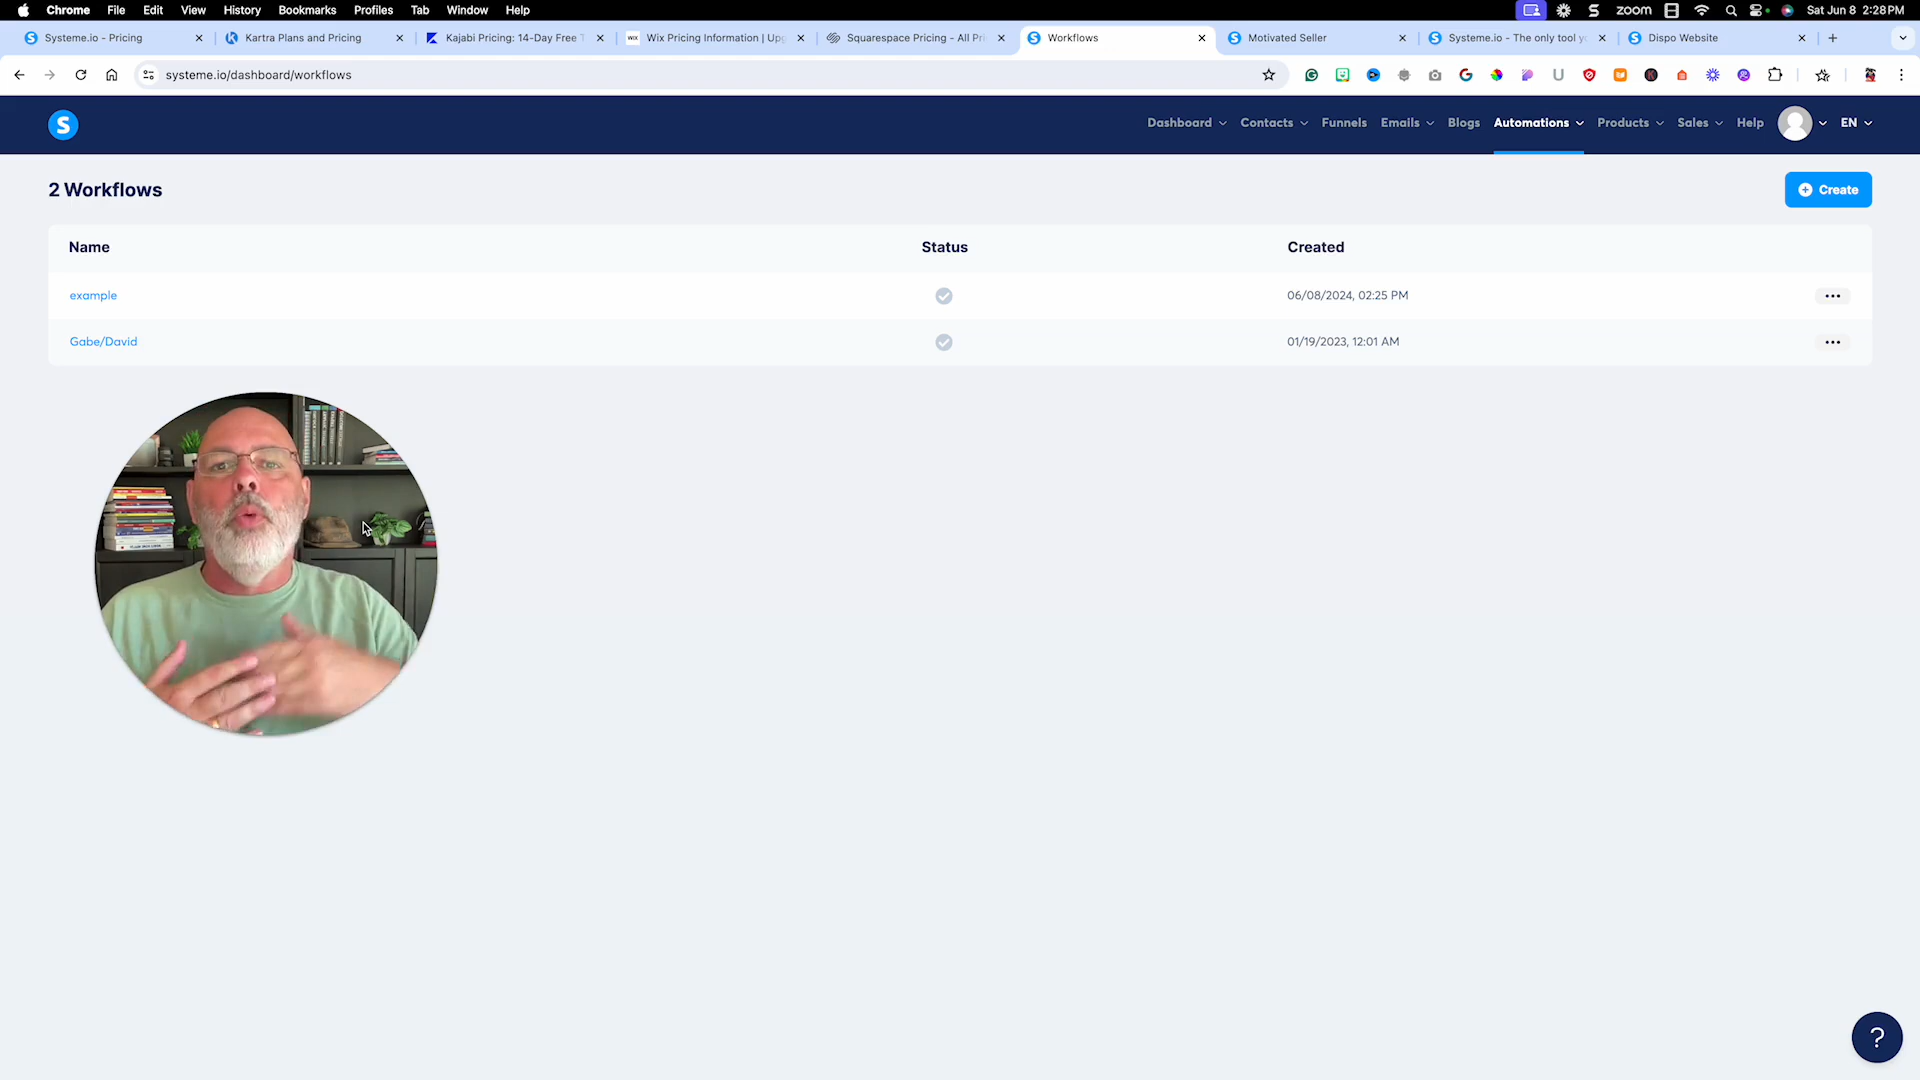 Chrome File Edit View History Bookmarks Profiles Tab Window Help
zoom Sat Jun 8 2:28PM
Systeme.io - Pricing
Kartra Plans and Pricing
Kajabi Pricing: 14-Day Free
WIX Wix Pricing Information | Upg
Squarespace Pricing - All Pri
Workflows
Motivated Seller
Systeme.io - The only tool yo
Dispo Website
systeme.io/dashboard/workflows
S
Dashboard Contacts Funnels Emails Blogs Automations Products Sales Help EN
2 Workflows
Create
Name Status Created
example 06/08/2024, 02:25 PM
Gabe/David 01/19/2023, 12:01 AM
?